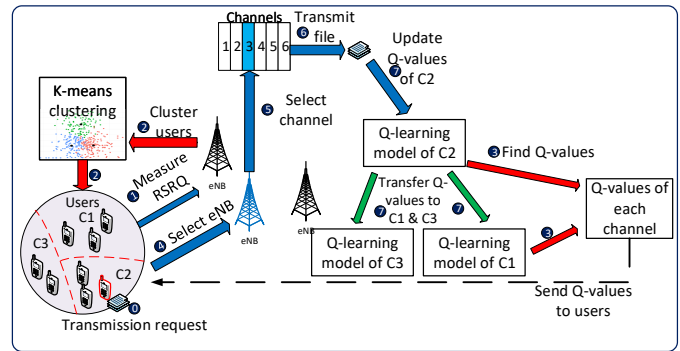 Channels
1 2 3 4 5 6
6
Transmit
file
Update
Q-values
of C2
7
K-means
clustering
2
Cluster
users
5
Select
channel
Q-learning
model of C2
3 Find Q-values
2
1
Measure
RSRQ
eNB
eNB
eNB
Users
C1
C3
C2
4 Select eNB
Transfer Q-
values to
C1 & C3
7
7
Q-values of
each
channel
Q-learning
model of C3
Q-learning
model of C1
3
0
Transmission request
Send Q-values
to users